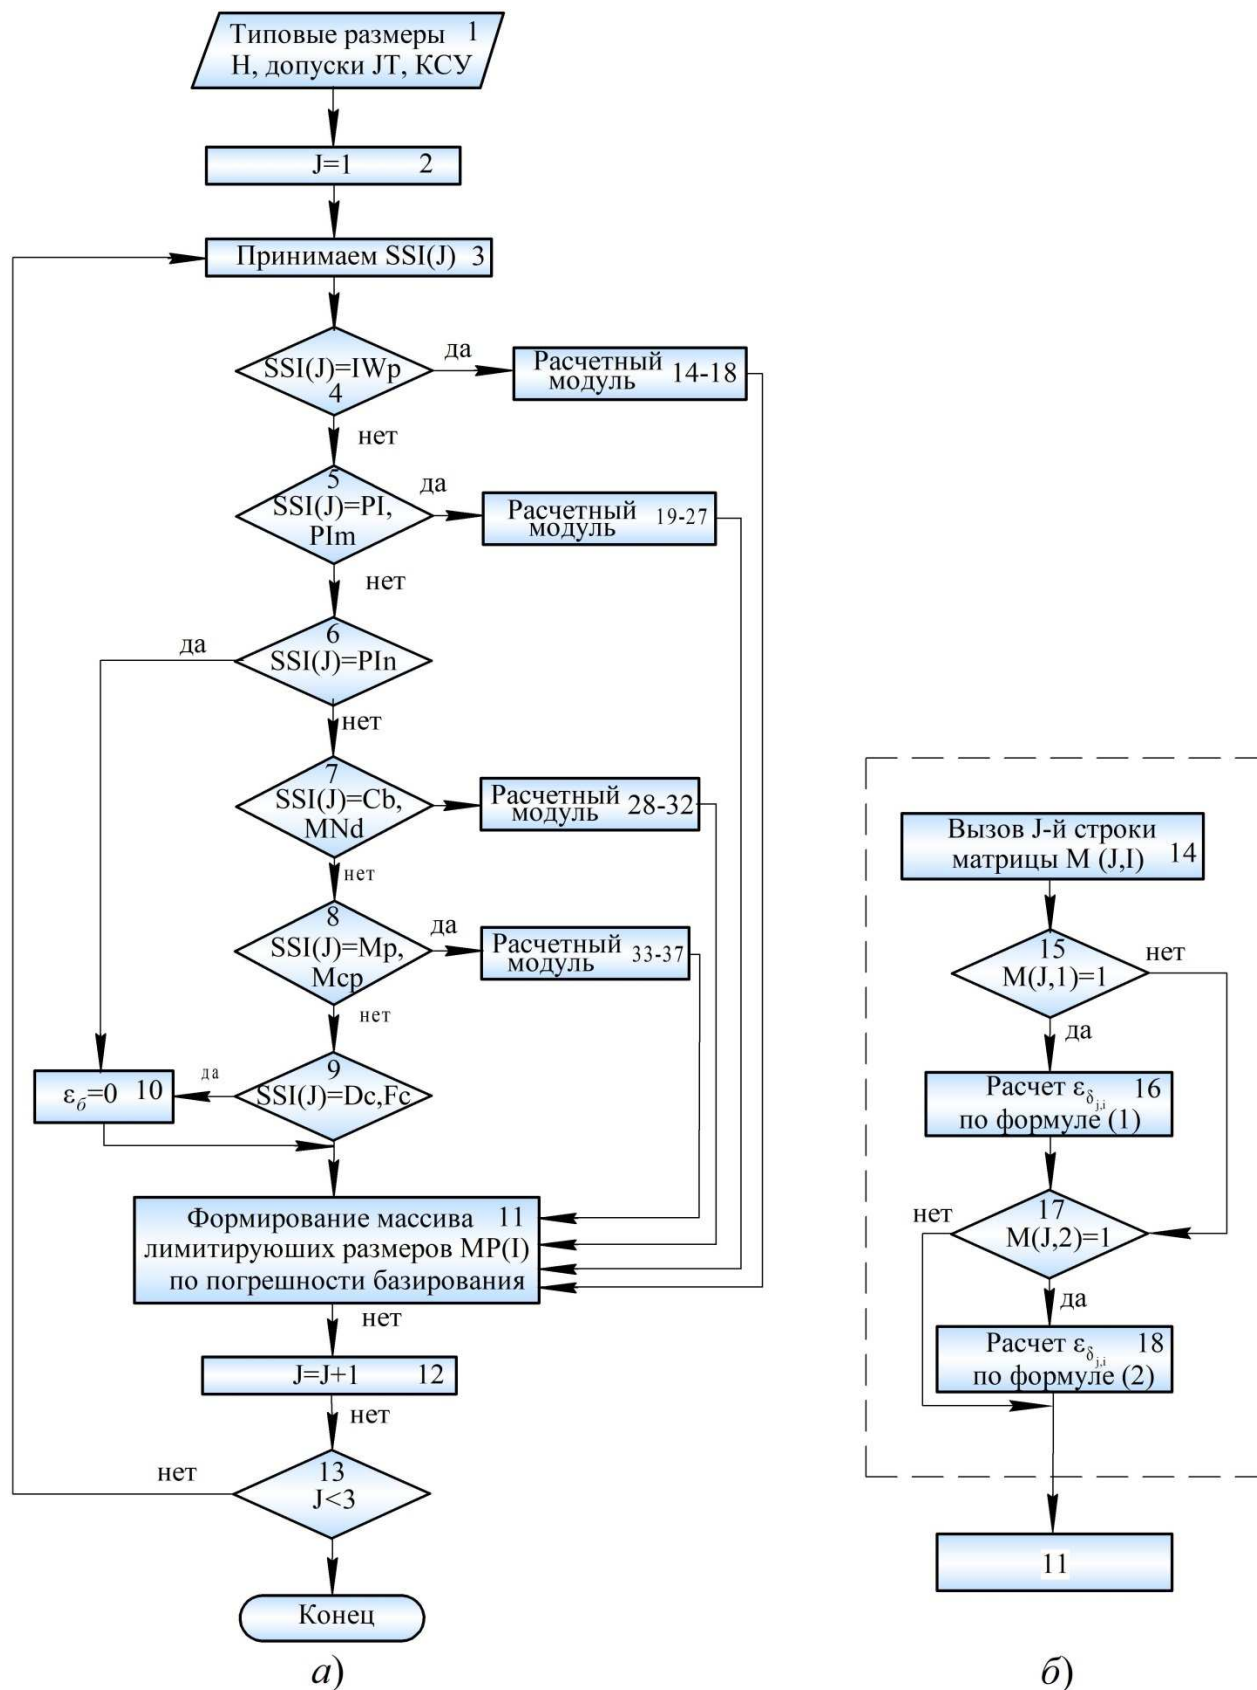 Типовые размеры 1
Н, допуски JT, КСУ
J=1 2
Принимаем SSI(J) 3
SSI(J)=IWp
4
да
Расчетный
модуль 14-18
нет
5
SSI(J)=PI,
PIm
да
Расчетный
модуль 19-27
нет
6
SSI(J)=PIn
да
нет
7
SSI(J)=Cb,
MNd
Расчетный
модуль 28-32
нет
8
SSI(J)=Mp,
Mcp
да
Расчетный
модуль 33-37
нет
9
SSI(J)=Dc,Fc
да
εб=0 10
Формирование массива 11
лимитируюших размеров MP(I)
по погрешности базирования
нет
J=J+1 12
нет
13
J<3
нет
Конец
а)
Вызов J-й строки
матрицы M (J,I) 14
15
M(J,1)=1
нет
да
Расчет εδj,i 16
по формуле (1)
17
M(J,2)=1
нет
да
Расчет εδj,i 18
по формуле (2)
11
б)